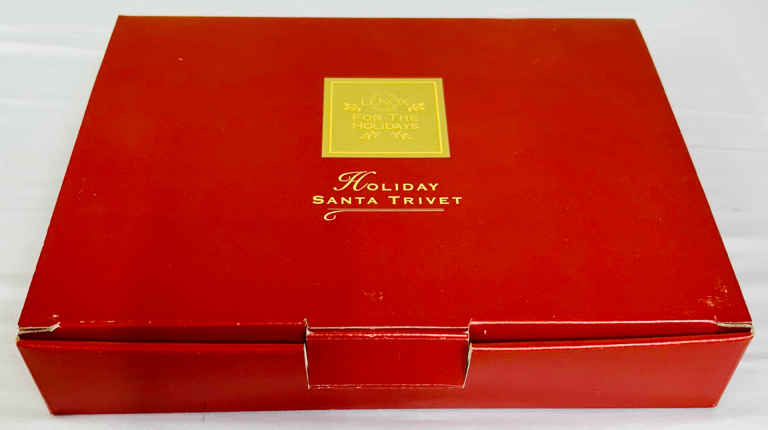 LENOX
FOR THE
HOLIDAYS
HOLIDAY
SANTA TRIVET